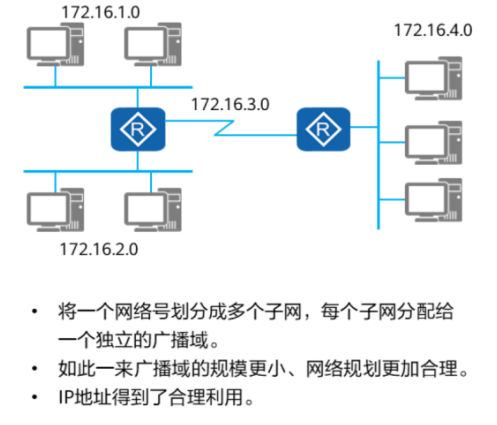 172.16.1.0
172.16.4.0
172.16.3.0
R
R
172.16.2.0
• 将一个网络号划分成多个子网，每个子网分配给
一个独立的广播域。
• 如此一来广播域的规模更小、网络规划更加合理。
• IP地址得到了合理利用。